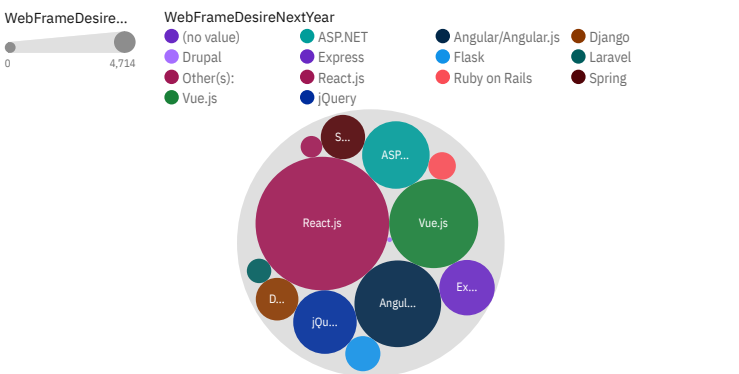 WebFrameDesire...
0 4,714
WebFrameDesireNextYear
(no value) ASP.NET Angular/Angular.js Django
Drupal Express Flask Laravel
Other(s): React.js Ruby on Rails Spring
Vue.js jQuery
S...
ASP...
React.js Vue.js
Ex...
D... Angul...
jQu...